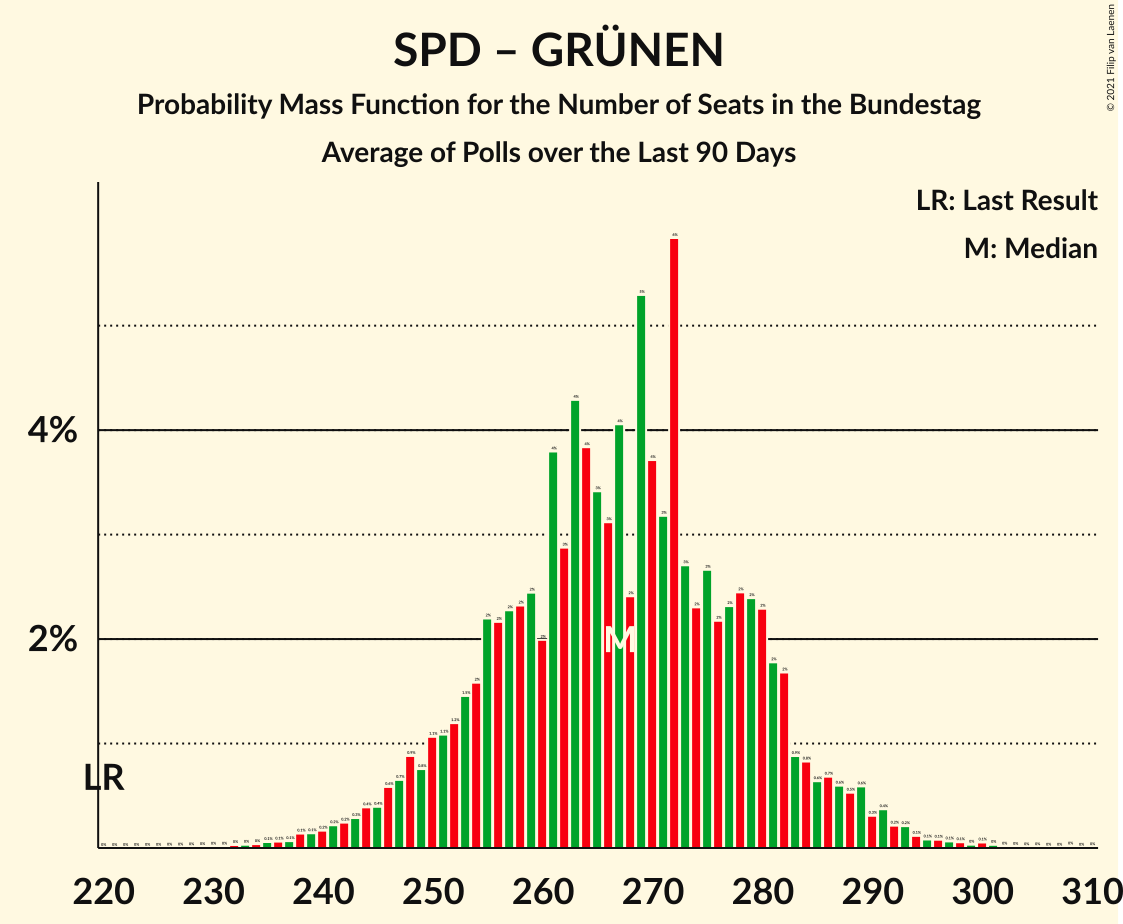 SPD – GRÜNEN
Probability Mass Function for the Number of Seats in the Bundestag
Average of Polls over the Last 90 Days
© 2021 Filip van Laenen
LR: Last Result
M: Median
4%
2%
LR
M
220 230 240 250 260 270 280 290 300 310